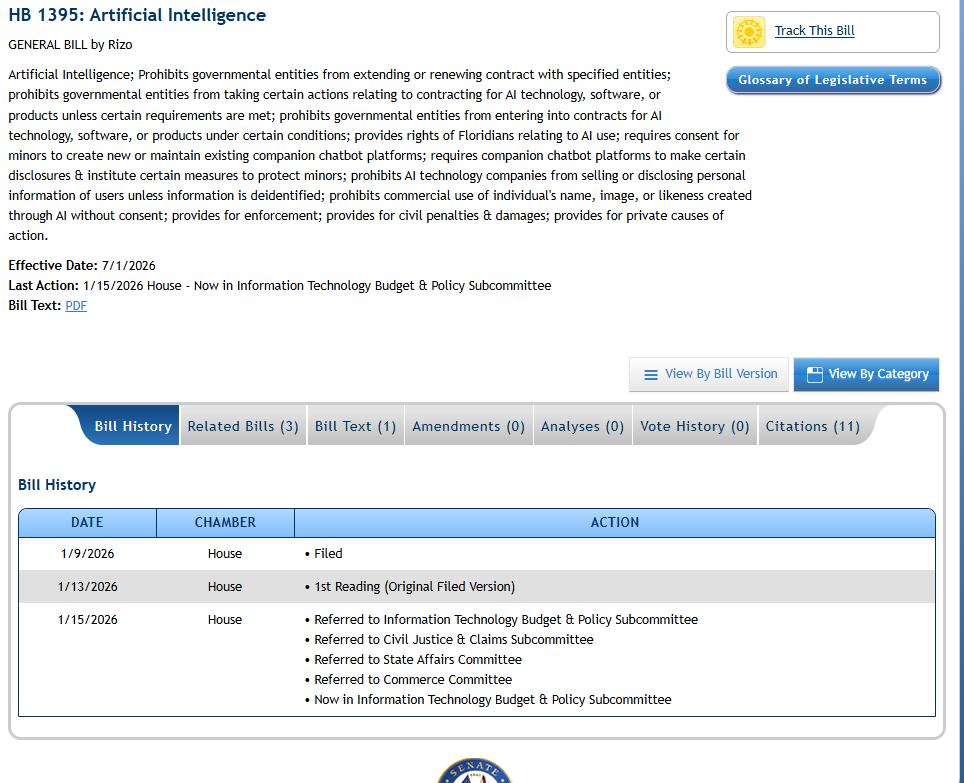 HB 1395: Artificial Intelligence
GENERAL BILL by Rizo
Track This Bill
Glossary of Legislative Terms
Artificial Intelligence; Prohibits governmental entities from extending or renewing contract with specified entities;
prohibits governmental entities from taking certain actions relating to contracting for AI technology, software, or
products unless certain requirements are met; prohibits governmental entities from entering into contracts for AI
technology, software, or products under certain conditions; provides rights of Floridians relating to AI use; requires consent for
minors to create new or maintain existing companion chatbot platforms; requires companion chatbot platforms to make certain
disclosures & institute certain measures to protect minors; prohibits AI technology companies from selling or disclosing personal
information of users unless information is deidentified; prohibits commercial use of individual's name, image, or likeness created
through AI without consent; provides for enforcement; provides for civil penalties & damages; provides for private causes of
action.
Effective Date: 7/1/2026
Last Action: 1/15/2026 House - Now in Information Technology Budget & Policy Subcommittee
Bill Text: PDF
View By Bill Version View By Category
Bill History Related Bills (3) Bill Text (1) Amendments (0) Analyses (0) Vote History (0) Citations (11)
Bill History
DATE CHAMBER ACTION
1/9/2026 House • Filed
1/13/2026 House • 1st Reading (Original Filed Version)
1/15/2026 House • Referred to Information Technology Budget & Policy Subcommittee
• Referred to Civil Justice & Claims Subcommittee
• Referred to State Affairs Committee
• Referred to Commerce Committee
• Now in Information Technology Budget & Policy Subcommittee
SENATE